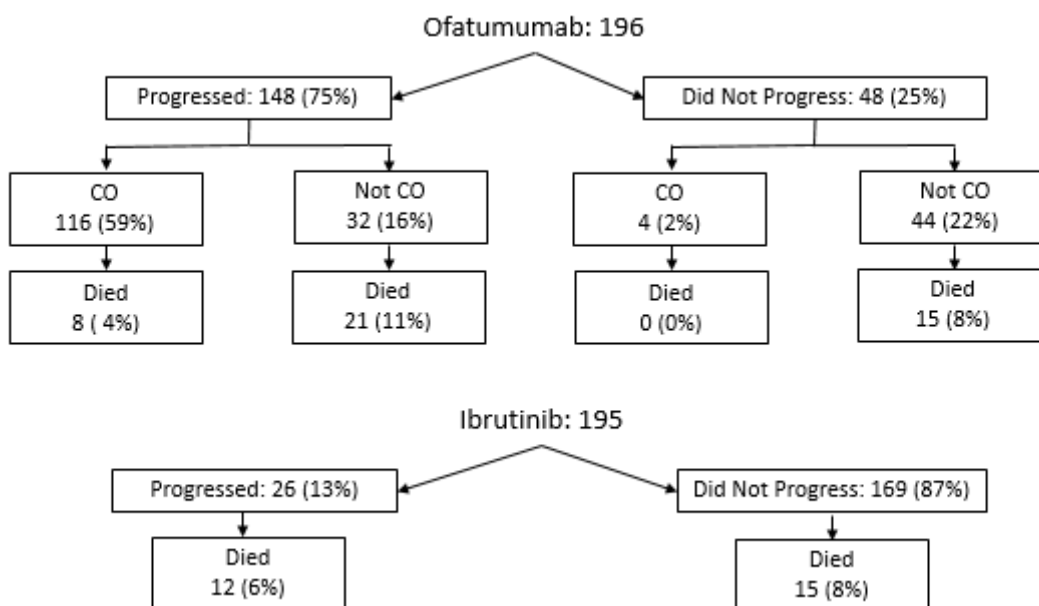 Ofatumumab: 196
Progressed: 148 (75%)
Did Not Progress: 48 (25%)
CO
116 (59%)
Not CO
32 (16%)
CO
4 (2%)
Not CO
44 (22%)
Died
8 ( 4%)
Died
21 (11%)
Died
0 (0%)
Died
15 (8%)
Ibrutinib: 195
Progressed: 26 (13%)
Did Not Progress: 169 (87%)
Died
12 (6%)
Died
15 (8%)